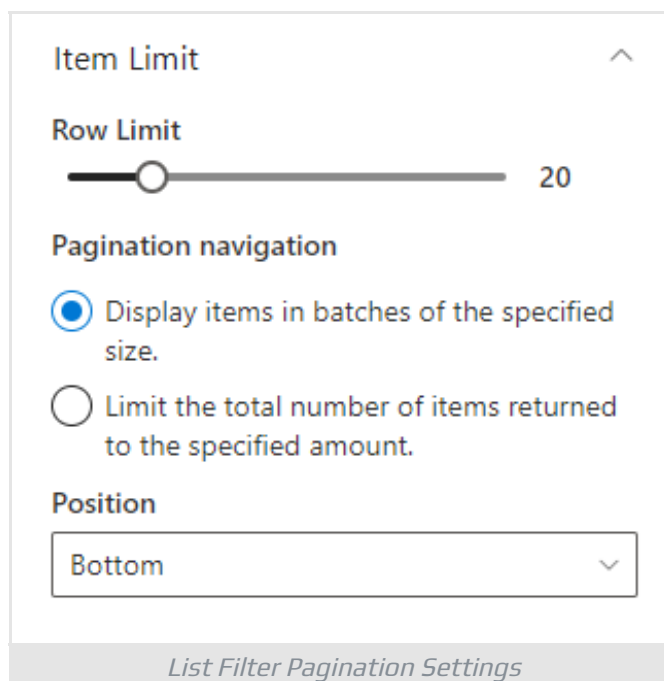 Item Limit
Row Limit
20
Pagination navigation
Display items in batches of the specified
size.
Limit the total number of items returned
to the specified amount.
Position
Bottom
List Filter Pagination Settings